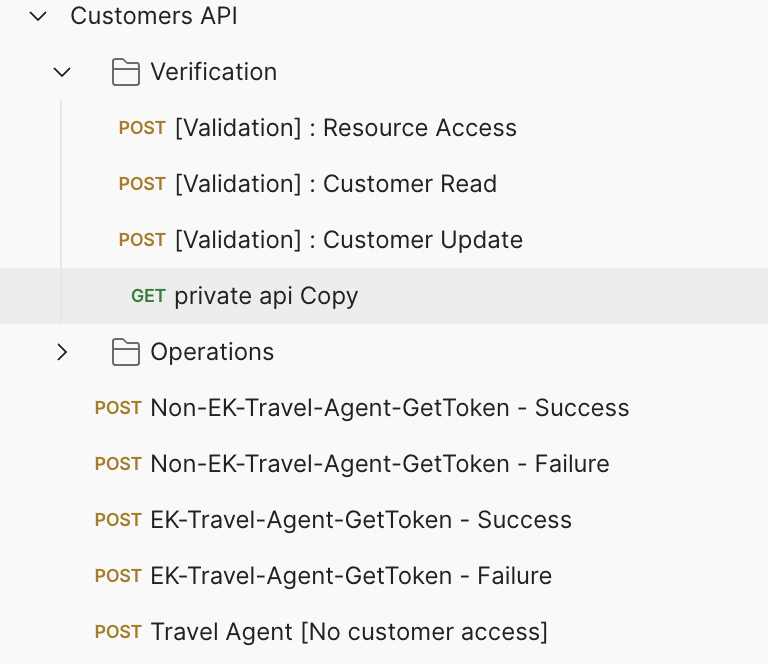 Customers API
Verification
POST [Validation] : Resource Access
POST [Validation] : Customer Read
POST [Validation] : Customer Update
GET private api Copy
Operations
POST Non-EK-Travel-Agent-GetToken - Success
POST Non-EK-Travel-Agent-GetToken - Failure
POST EK-Travel-Agent-GetToken - Success
POST EK-Travel-Agent-GetToken - Failure
POST Travel Agent [No customer access]